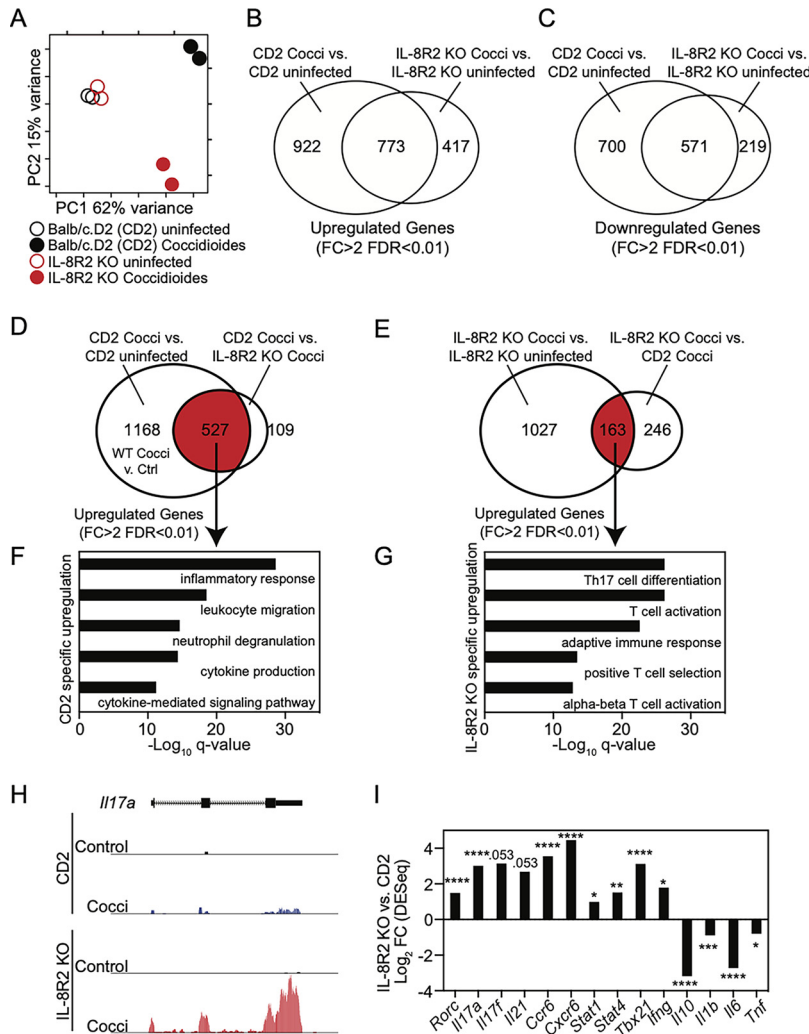 A
PC2 15% variance
PC1 62% variance
Balb/c.D2 (CD2) uninfected
Balb/c.D2 (CD2) Coccidioides
IL-8R2 KO uninfected
IL-8R2 KO Coccidioides
B
CD2 Cocci vs.
CD2 uninfected
IL-8R2 KO Cocci vs.
IL-8R2 KO uninfected
922
773
417
Upregulated Genes
(FC>2 FDR<0.01)
C
CD2 Cocci vs.
CD2 uninfected
IL-8R2 KO Cocci vs.
IL-8R2 KO uninfected
700
571
219
Downregulated Genes
(FC>2 FDR<0.01)
D
CD2 Cocci vs.
CD2 uninfected
CD2 Cocci vs.
IL-8R2 KO Cocci
1168
527
109
WT Cocci
v. Ctrl
Upregulated Genes
(FC>2 FDR<0.01)
E
IL-8R2 KO Cocci vs.
IL-8R2 KO uninfected
IL-8R2 KO Cocci vs.
CD2 Cocci
1027
163
246
Upregulated Genes
(FC>2 FDR<0.01)
F
CD2 specific upregulation
inflammatory response
leukocyte migration
neutrophil degranulation
cytokine production
cytokine-mediated signaling pathway
0 10 20 30
-Log10 q-value
G
IL-8R2 KO specific upregulation
Th17 cell differentiation
T cell activation
adaptive immune response
positive T cell selection
alpha-beta T cell activation
0 10 20 30
-Log10 q-value
H
Il17a
CD2
Control
Cocci
IL-8R2 KO
Control
Cocci
I
IL-8R2 KO vs. CD2
Log2 FC (DESeq)
4
2
0
-2
-4
**** **** .053 .053 **** **** * ** **** * **** *** **** *
Rorc Il17a Il17f Il21 Ccr6 Cxcr6 Stat1 Stat4 Tbx21 Ifng Il10 Il1b Il6 Tnf